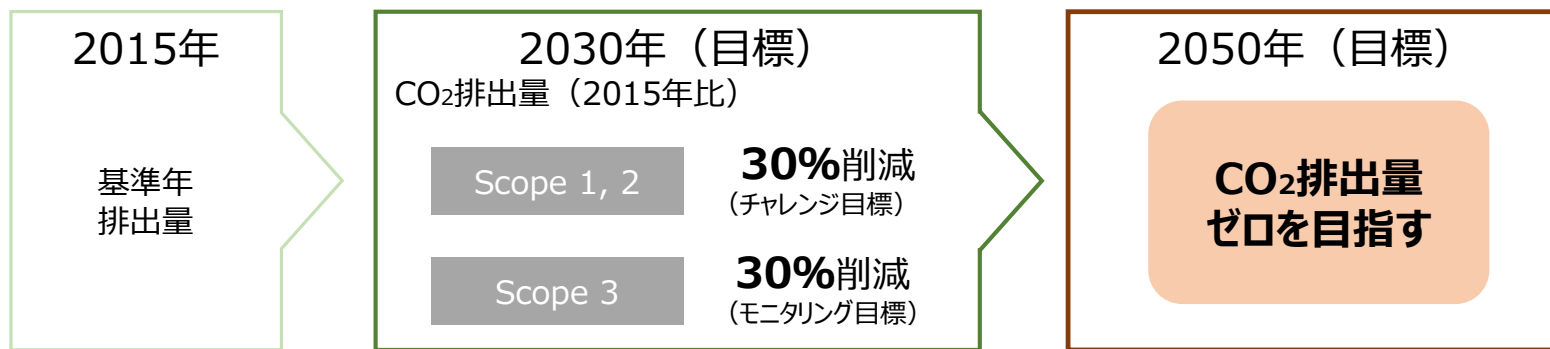 2015年
基準年
排出量
2030年（目標）
CO₂排出量（2015年比）
Scope 1, 2
30%削減
（チャレンジ目標）
Scope 3
30%削減
（モニタリング目標）
2050年（目標）
CO₂排出量
ゼロを目指す